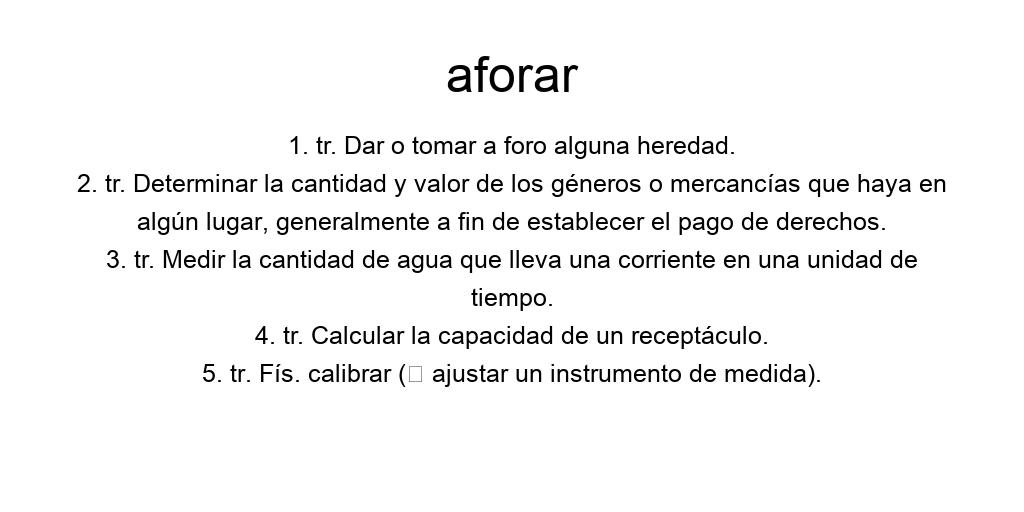 aforar
1. tr. Dar o tomar a foro alguna heredad.
2. tr. Determinar la cantidad y valor de los géneros o mercancías que haya en
algún lugar, generalmente a fin de establecer el pago de derechos.
3. tr. Medir la cantidad de agua que lleva una corriente en una unidad de
tiempo.
4. tr. Calcular la capacidad de un receptáculo.
5. tr. Fís. calibrar (□ ajustar un instrumento de medida).